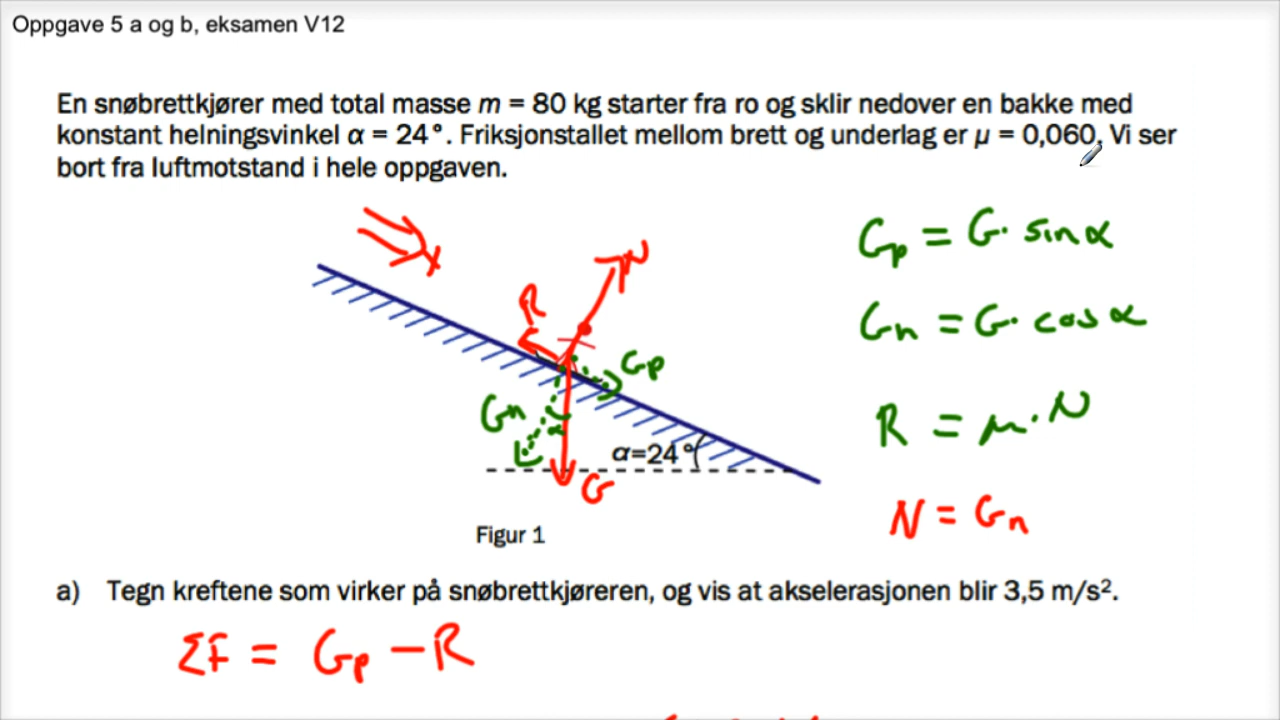 Oppgave 5 a og b, eksamen V12
En snøbrettkjører med total masse m = 80 kg starter fra ro og sklir nedover en bakke med
konstant helningsvinkel α = 24°. Friksjonstallet mellom brett og underlag er μ = 0,060. Vi ser
bort fra luftmotstand i hele oppgaven.
Gp = G· sinα
N
R
Gn = G· cos α
Gp
Gn
α
R = μ·N
α=24°
G
N = Gn
Figur 1
a) Tegn kreftene som virker på snøbrettkjøreren, og vis at akselerasjonen blir 3,5 m/s².
ΣF = Gp – R